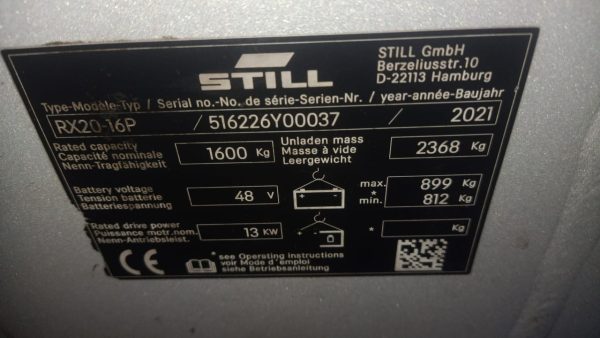 STILL
STILL GmbH
Berzeliusstr.10
D-22113 Hamburg
Type-Modèle-Typ / Serial no.-No. de série-Serien-Nr. / year-année-Baujahr
RX20-16P / 516226Y00037 / 2021
Rated capacity
Capacité nominale
Nenn-Tragfähigkeit
1600 Kg
Unladen mass
Masse à vide
Leergewicht
2368 Kg
Battery voltage
Tension batterie
Batteriespannung
48 V
+ -
max. 899 Kg
*
min. 812 Kg
Rated drive power
Puissance motr.nom.
Nenn-Antriebsleist.
13 KW
+ -
* Kg
CE
*see Operating instructions
voir Mode d'emploi
siehe Betriebsanleitung